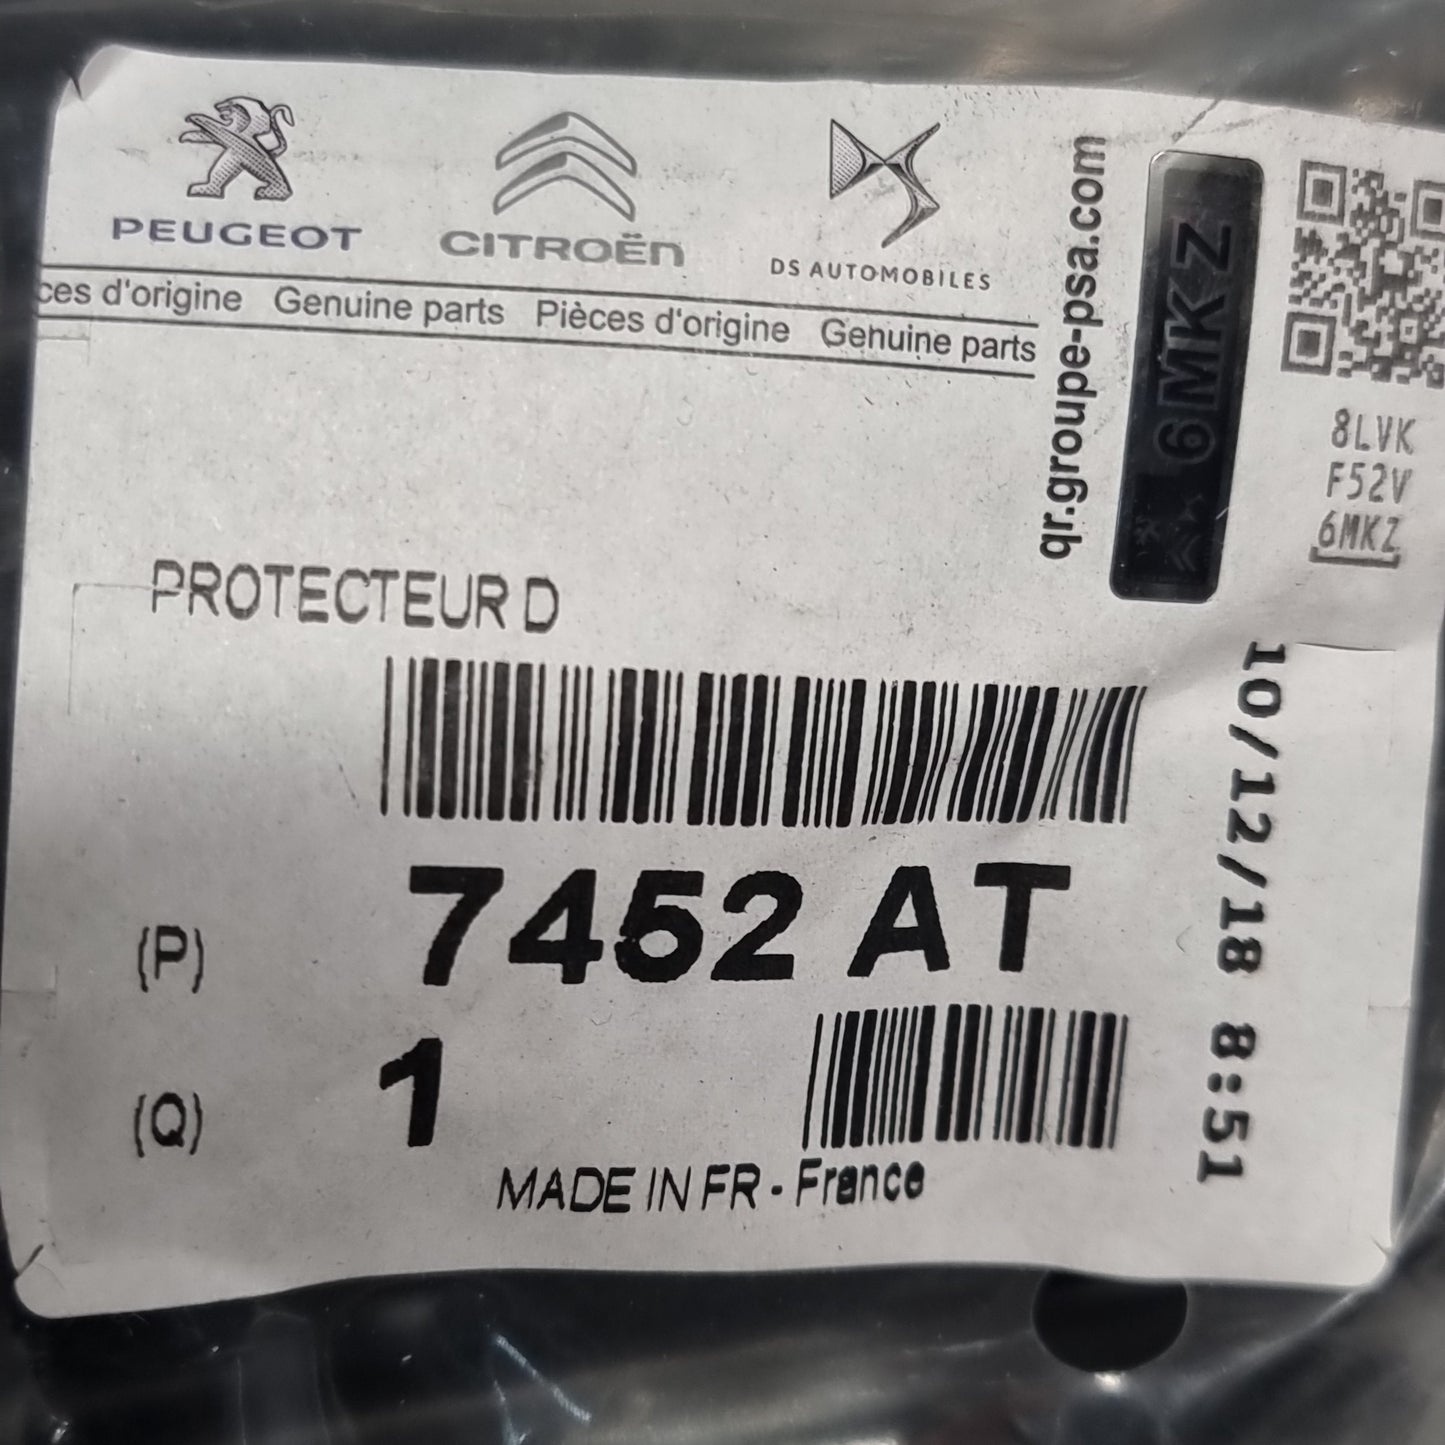 PEUGEOT
CITROËn
DS AUTOMOBILES
ces d'origine Genuine parts Pièces d'origine Genuine parts
qr.groupe-psa.com
6MKZ
8LVK
F52V
6MKZ
PROTECTEUR D
(P) 7452 AT
(Q) 1
MADE IN FR - France
10/12/18 8:51